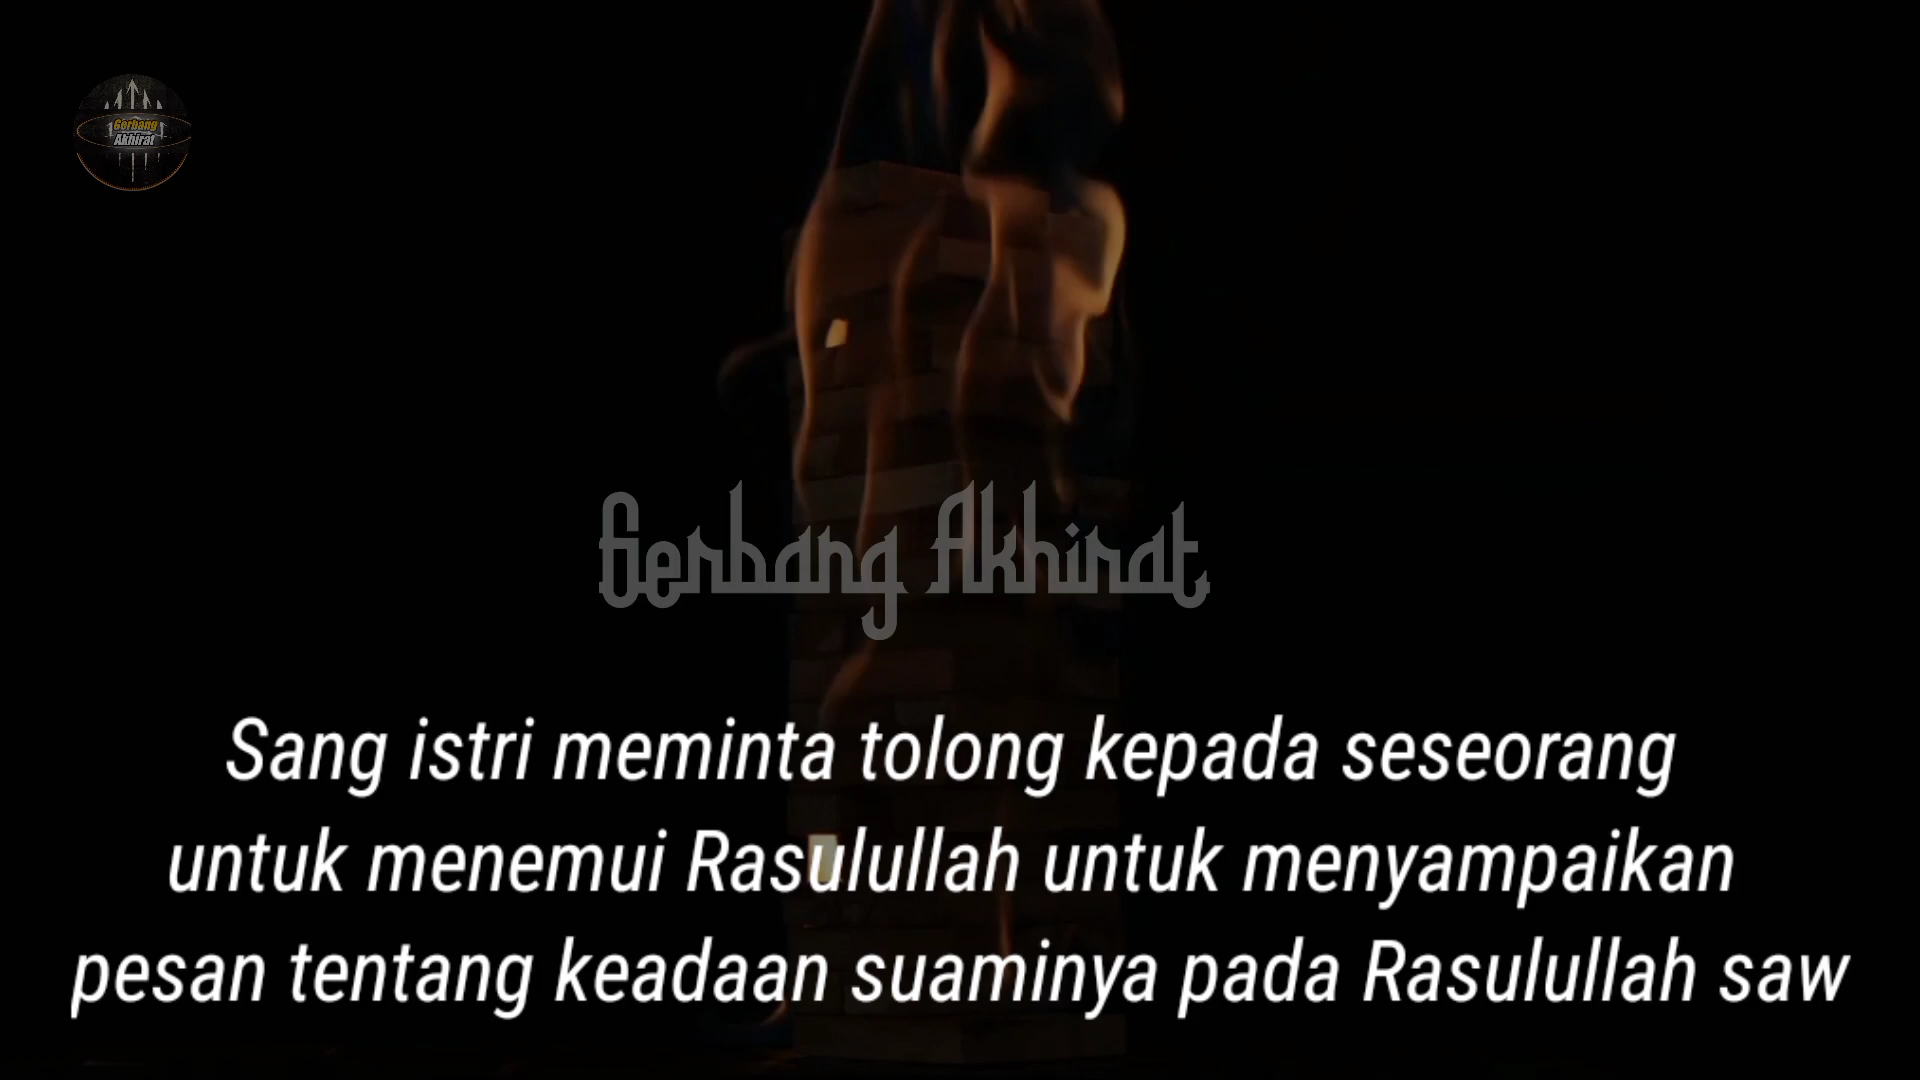 Gerbang
Akhirat
Gerbang Akhirat
Sang istri meminta tolong kepada seseorang
untuk menemui Rasulullah untuk menyampaikan
pesan tentang keadaan suaminya pada Rasulullah saw